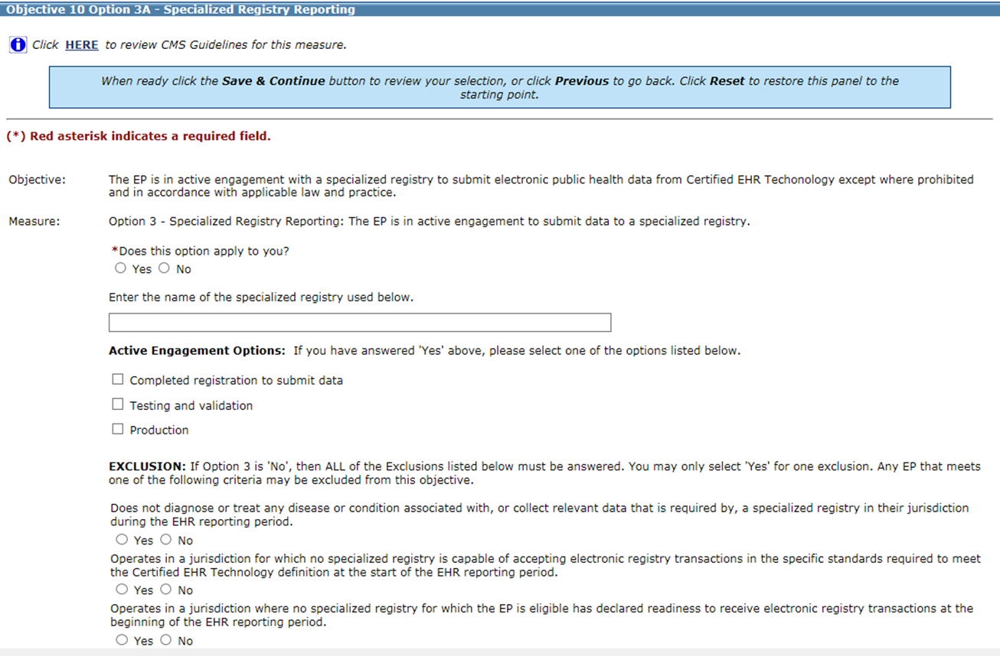 Objective 10 Option 3A - Specialized Registry Reporting
Click HERE to review CMS Guidelines for this measure.
When ready click the Save & Continue button to review your selection, or click Previous to go back. Click Reset to restore this panel to the
starting point.
(*) Red asterisk indicates a required field.
Objective: The EP is in active engagement with a specialized registry to submit electronic public health data from Certified EHR Techonology except where prohibited
and in accordance with applicable law and practice.
Measure: Option 3 - Specialized Registry Reporting: The EP is in active engagement to submit data to a specialized registry.
*Does this option apply to you?
Yes No
Enter the name of the specialized registry used below.
Active Engagement Options: If you have answered 'Yes' above, please select one of the options listed below.
Completed registration to submit data
Testing and validation
Production
EXCLUSION: If Option 3 is 'No', then ALL of the Exclusions listed below must be answered. You may only select 'Yes' for one exclusion. Any EP that meets
one of the following criteria may be excluded from this objective.
Does not diagnose or treat any disease or condition associated with, or collect relevant data that is required by, a specialized registry in their jurisdiction
during the EHR reporting period.
Yes No
Operates in a jurisdiction for which no specialized registry is capable of accepting electronic registry transactions in the specific standards required to meet
the Certified EHR Technology definition at the start of the EHR reporting period.
Yes No
Operates in a jurisdiction where no specialized registry for which the EP is eligible has declared readiness to receive electronic registry transactions at the
beginning of the EHR reporting period.
Yes No